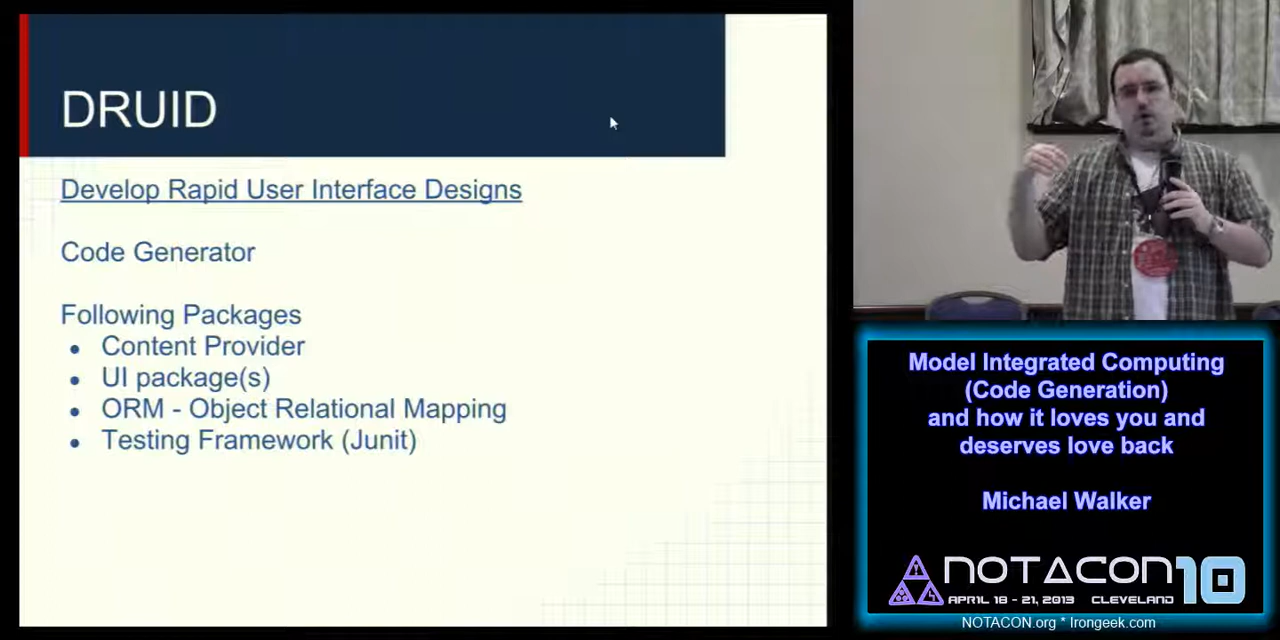 DRUID
Develop Rapid User Interface Designs
Code Generator
Following Packages
• Content Provider
• UI package(s)
• ORM - Object Relational Mapping
• Testing Framework (Junit)
Model Integrated Computing
(Code Generation)
and how it loves you and
deserves love back
Michael Walker
NOTACON 10
APRIL 18 - 21, 2013 CLEVELAND
NOTACON.org * Irongeek.com